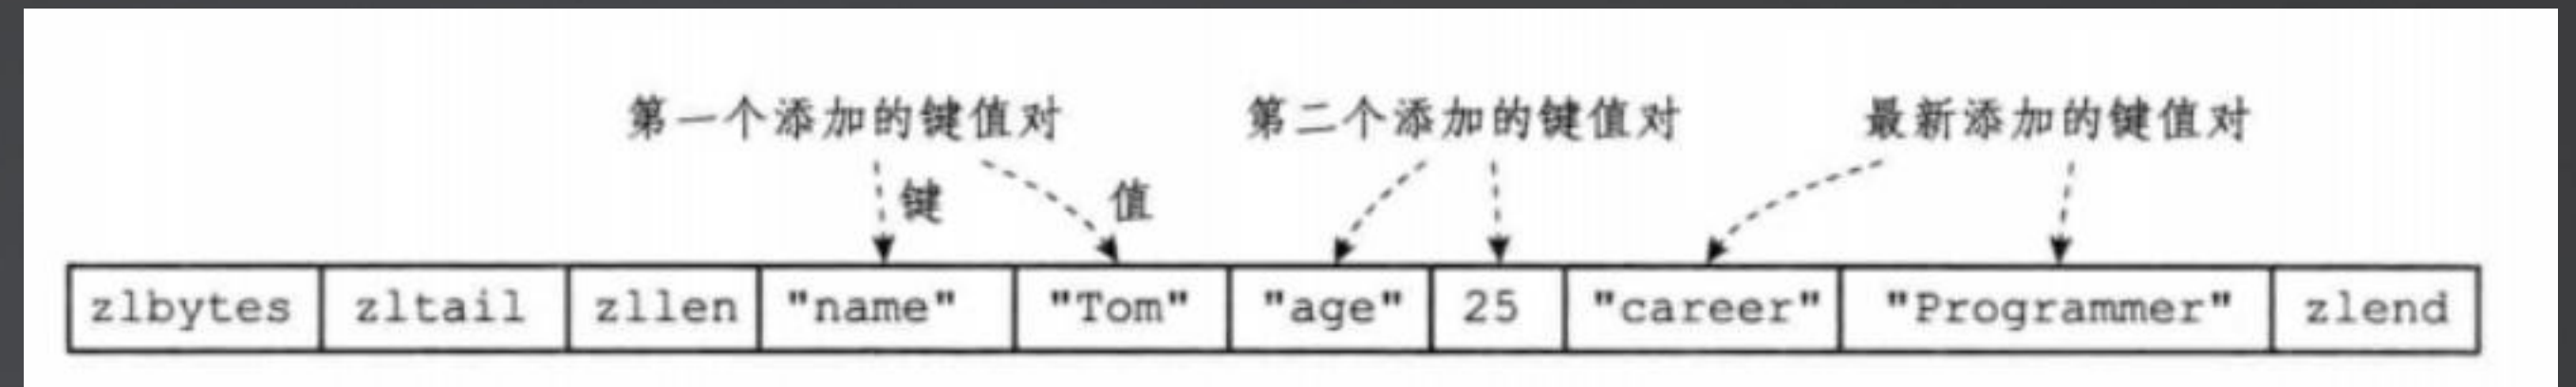 第一个添加的键值对 第二个添加的键值对 最新添加的键值对
键 值
zlbytes zltail zllen "name" "Tom" "age" 25 "career" "Programmer" zlend